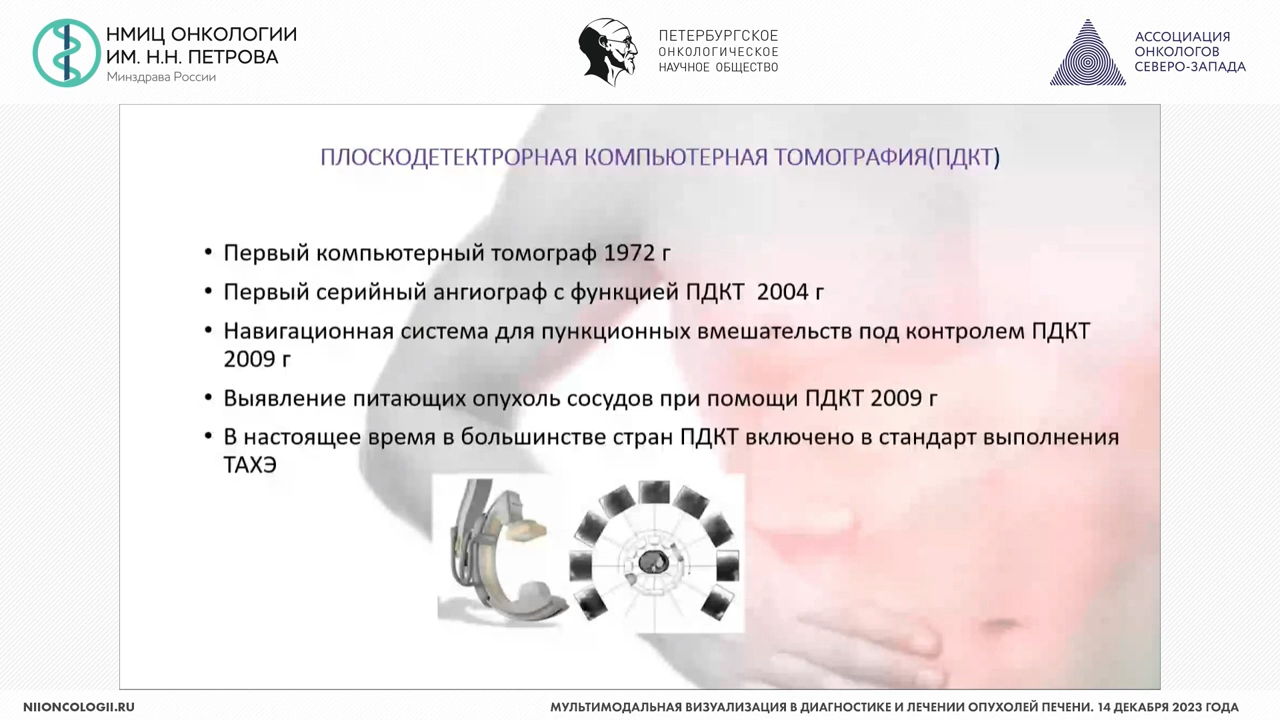 НМИЦ ОНКОЛОГИИ
ИМ. Н.Н. ПЕТРОВА
Минздрава России
ПЕТЕРБУРГСКОЕ
ОНКОЛОГИЧЕСКОЕ
НАУЧНОЕ ОБЩЕСТВО
АССОЦИАЦИЯ
ОНКОЛОГОВ
СЕВЕРО-ЗАПАДА
ПЛОСКОДЕТЕКТРОРНАЯ КОМПЬЮТЕРНАЯ ТОМОГРАФИЯ(ПДКТ)
• Первый компьютерный томограф 1972 г
• Первый серийный ангиограф с функцией ПДКТ 2004 г
• Навигационная система для пункционных вмешательств под контролем ПДКТ
2009 г
• Выявление питающих опухоль сосудов при помощи ПДКТ 2009 г
• В настоящее время в большинстве стран ПДКТ включено в стандарт выполнения
ТАХЭ
NIIONCOLOGII.RU
МУЛЬТИМОДАЛЬНАЯ ВИЗУАЛИЗАЦИЯ В ДИАГНОСТИКЕ И ЛЕЧЕНИИ ОПУХОЛЕЙ ПЕЧЕНИ. 14 ДЕКАБРЯ 2023 ГОДА